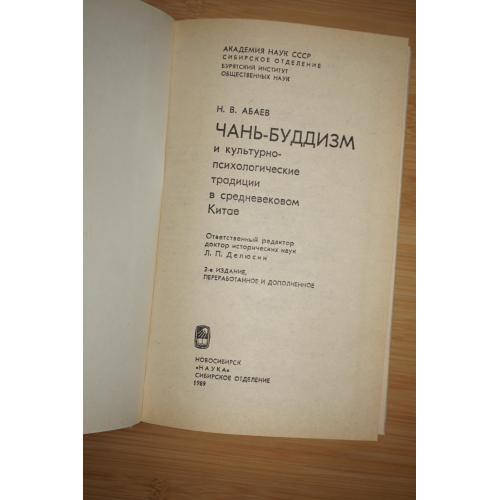 АКАДЕМИЯ НАУК СССР
СИБИРСКОЕ ОТДЕЛЕНИЕ
БУРЯТСКИЙ ИНСТИТУТ
ОБЩЕСТВЕННЫХ НАУК
Н. В. АБАЕВ
ЧАНЬ-БУДДИЗМ
и культурно-
психологические
традиции
в средневековом
Китае
Ответственный редактор
доктор исторических наук
Л. П. Делюсин
2-е ИЗДАНИЕ,
ПЕРЕРАБОТАННОЕ И ДОПОЛНЕННОЕ
НОВОСИБИРСК
«НАУКА»
СИБИРСКОЕ ОТДЕЛЕНИЕ
1989